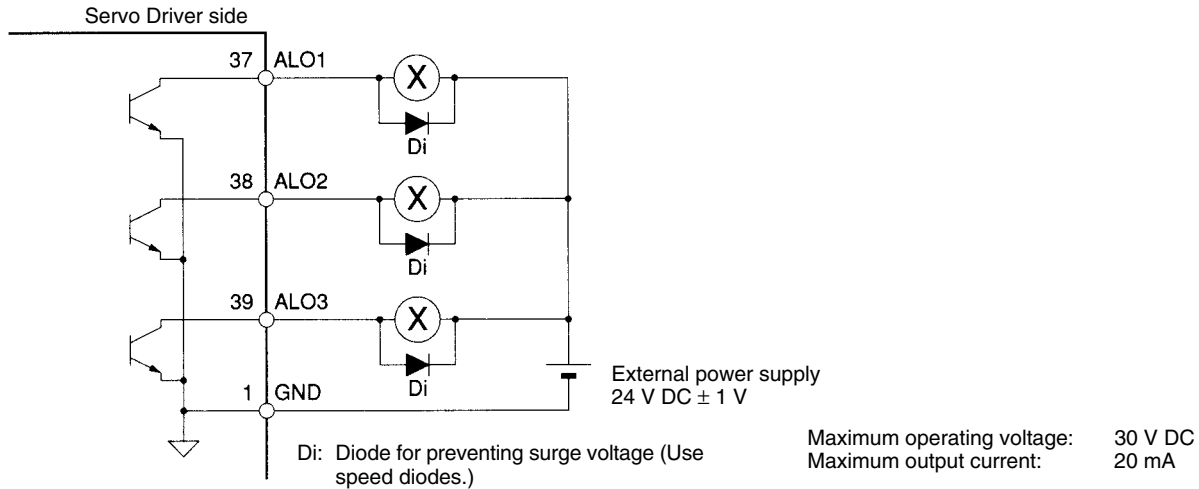 Servo Driver side
37 ALO1
X
Di
38 ALO2
X
Di
39 ALO3
X
Di
1 GND
External power supply
24 V DC ± 1 V
Di: Diode for preventing surge voltage (Use
speed diodes.)
Maximum operating voltage: 30 V DC
Maximum output current: 20 mA